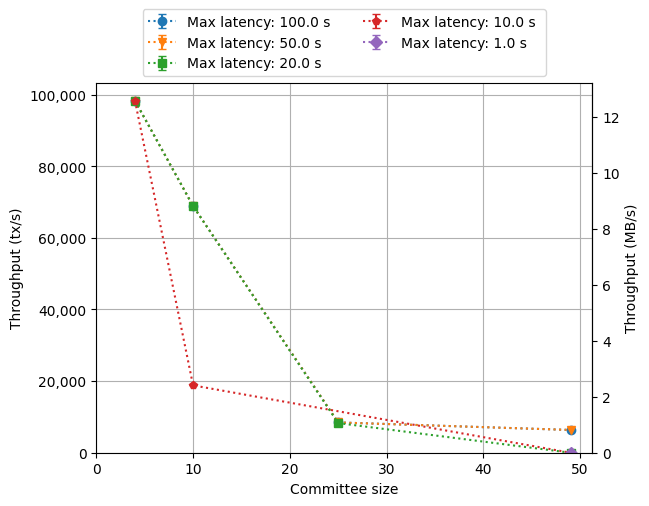 Max latency: 100.0 s
Max latency: 50.0 s
Max latency: 20.0 s
Max latency: 10.0 s
Max latency: 1.0 s
100,000
80,000
60,000
40,000
20,000
0
Throughput (tx/s)
12
10
8
6
4
2
0
Throughput (MB/s)
0 10 20 30 40 50
Committee size